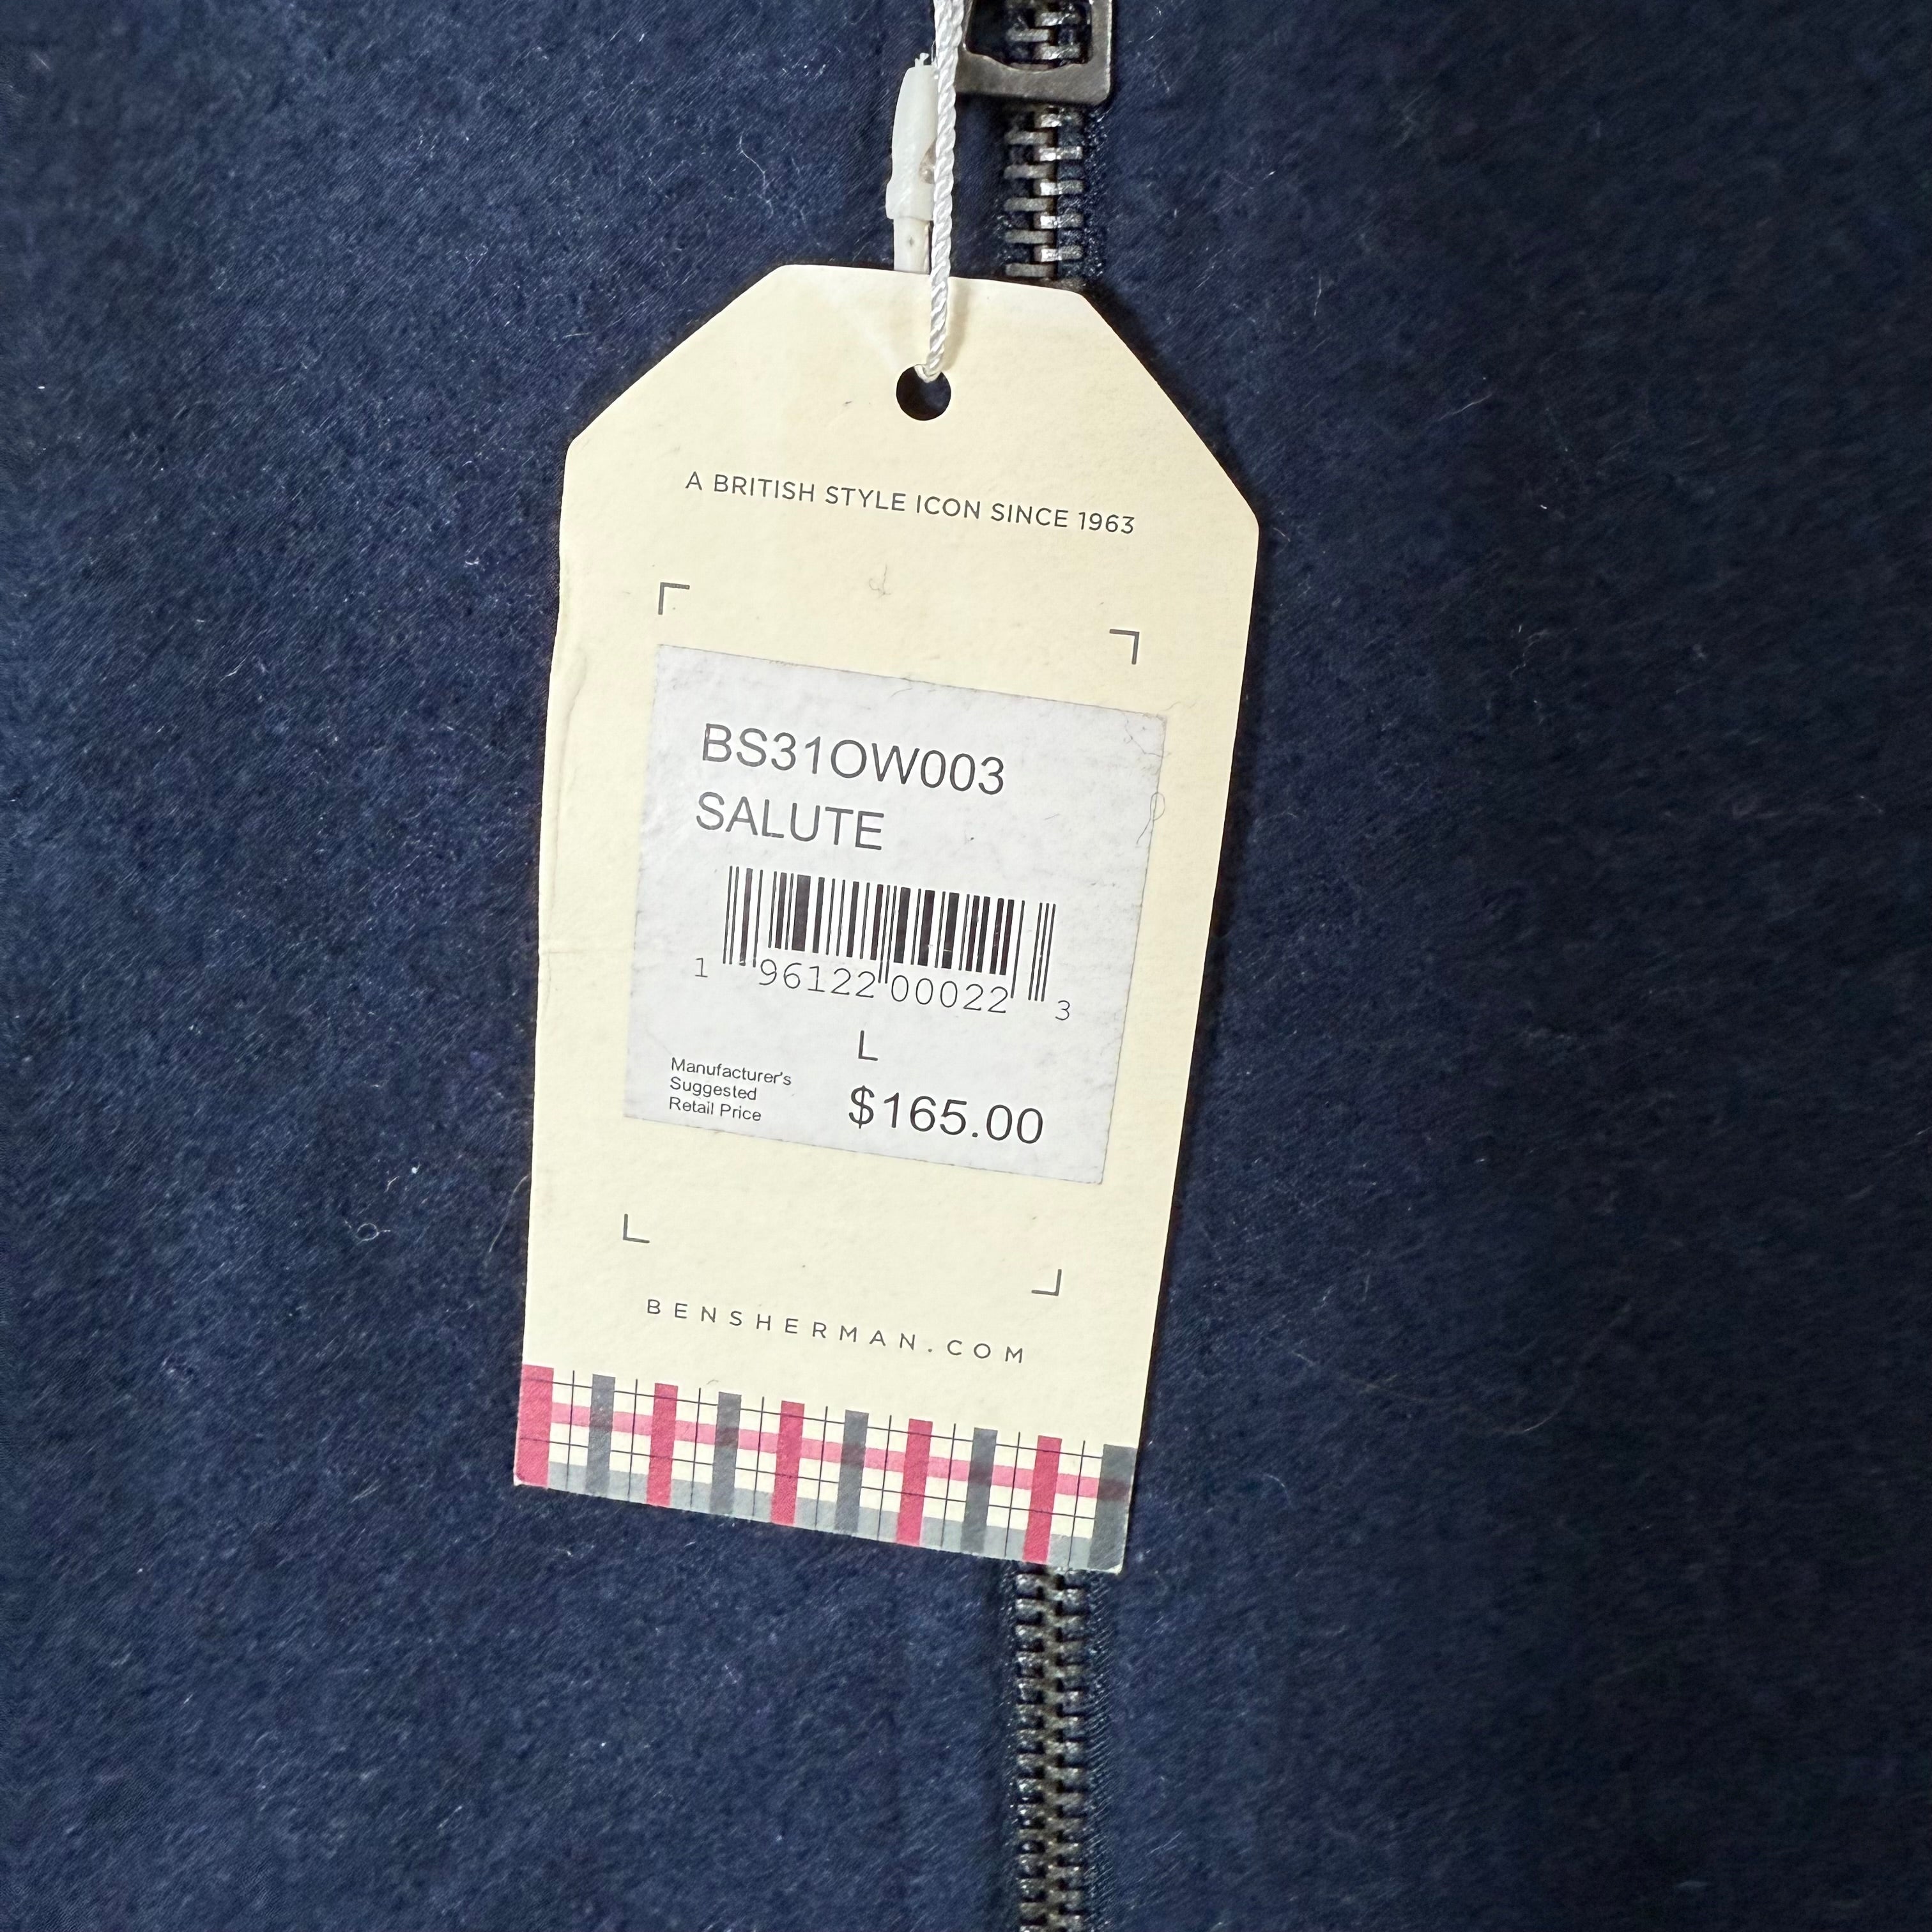 A BRITISH STYLE ICON SINCE 1963
BS31OW003
SALUTE
1 96122 00022 3
L
Manufacturer's
Suggested
Retail Price
$165.00
BENSHERMAN.COM